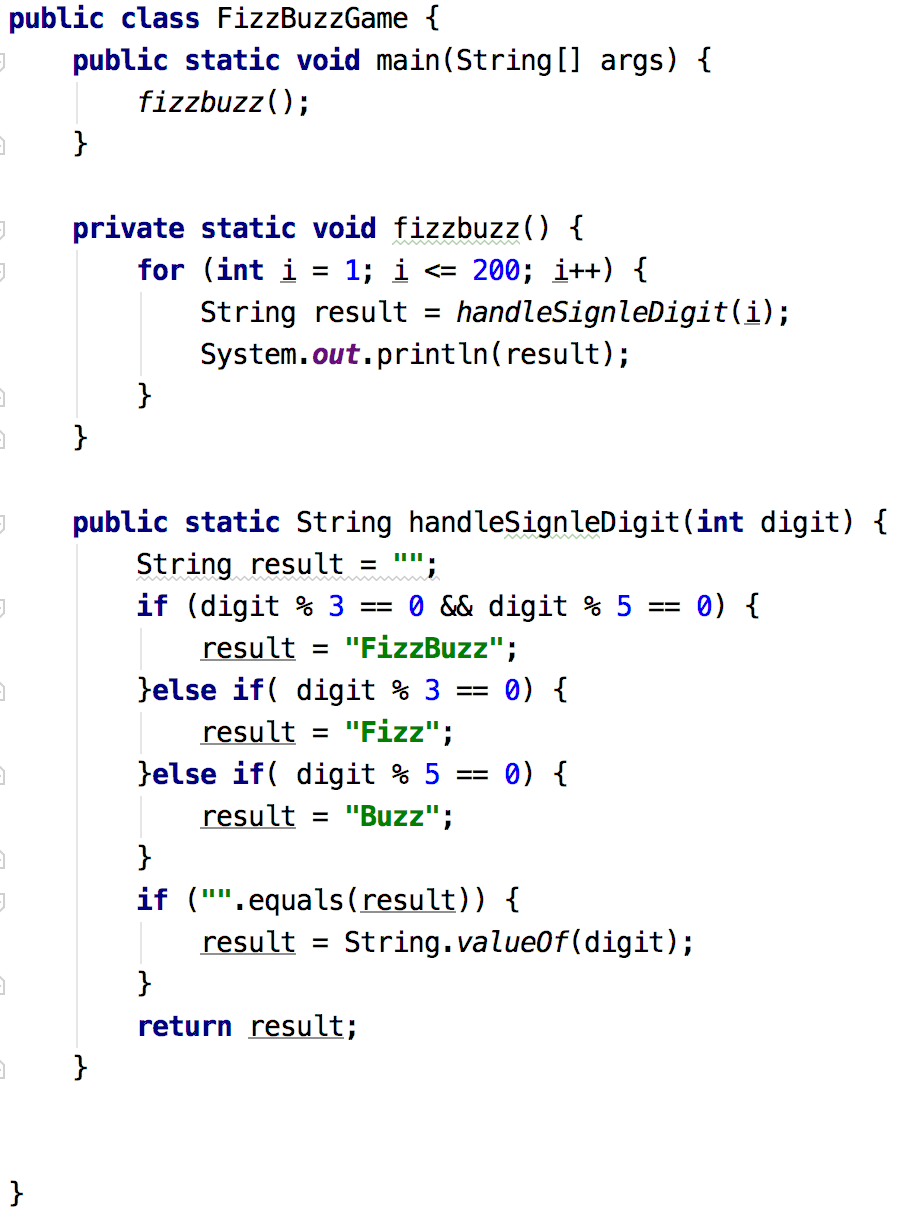 public class FizzBuzzGame {
    public static void main(String[] args) {
        fizzbuzz();
    }

    private static void fizzbuzz() {
        for (int i = 1; i <= 200; i++) {
            String result = handleSignleDigit(i);
            System.out.println(result);
        }
    }

    public static String handleSignleDigit(int digit) {
        String result = "";
        if (digit % 3 == 0 && digit % 5 == 0) {
            result = "FizzBuzz";
        }else if( digit % 3 == 0) {
            result = "Fizz";
        }else if( digit % 5 == 0) {
            result = "Buzz";
        }
        if ("".equals(result)) {
            result = String.valueOf(digit);
        }
        return result;
    }


}